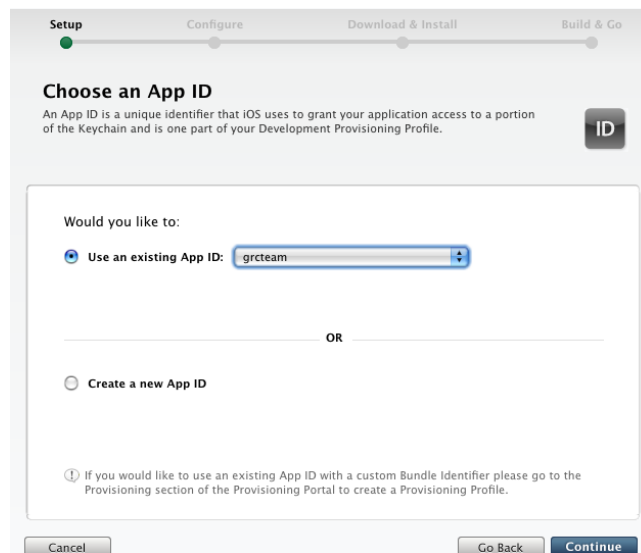 Setup Configure Download & Install Build & Go
Choose an App ID
An App ID is a unique identifier that iOS uses to grant your application access to a portion
of the Keychain and is one part of your Development Provisioning Profile.
ID
Would you like to:
Use an existing App ID: grcteam
OR
Create a new App ID
If you would like to use an existing App ID with a custom Bundle Identifier please go to the
Provisioning section of the Provisioning Portal to create a Provisioning Profile.
Cancel Go Back Continue